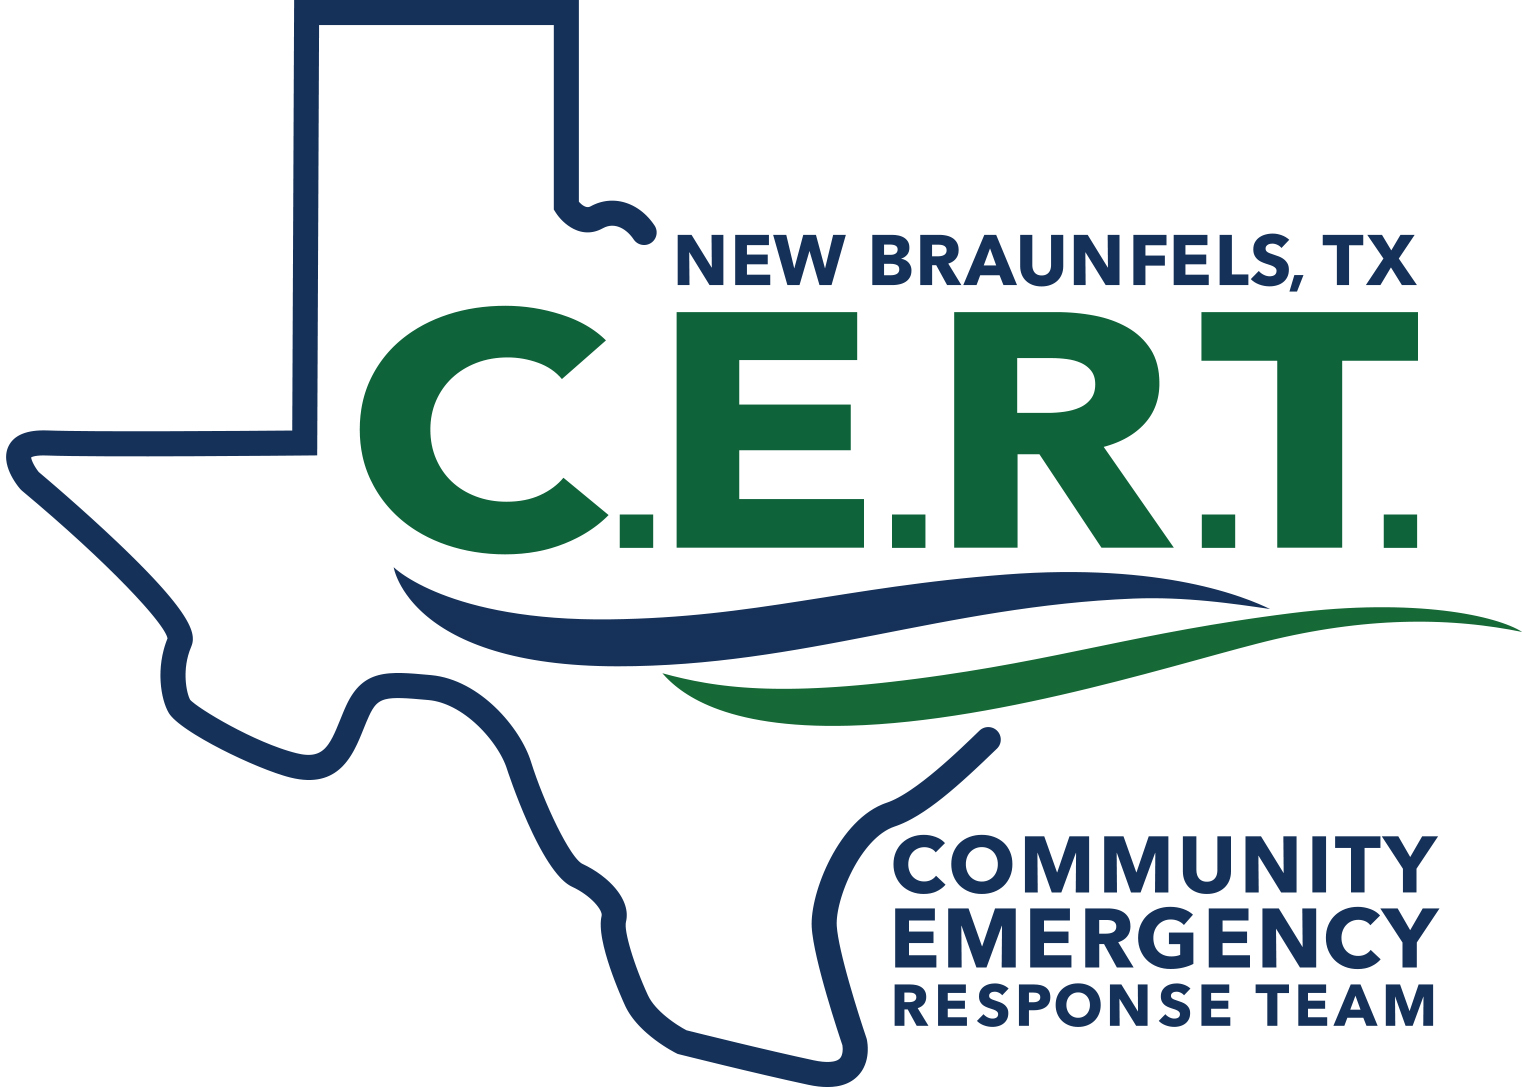 NEW BRAUNFELS, TX
C.E.R.T.
COMMUNITY
EMERGENCY
RESPONSE TEAM